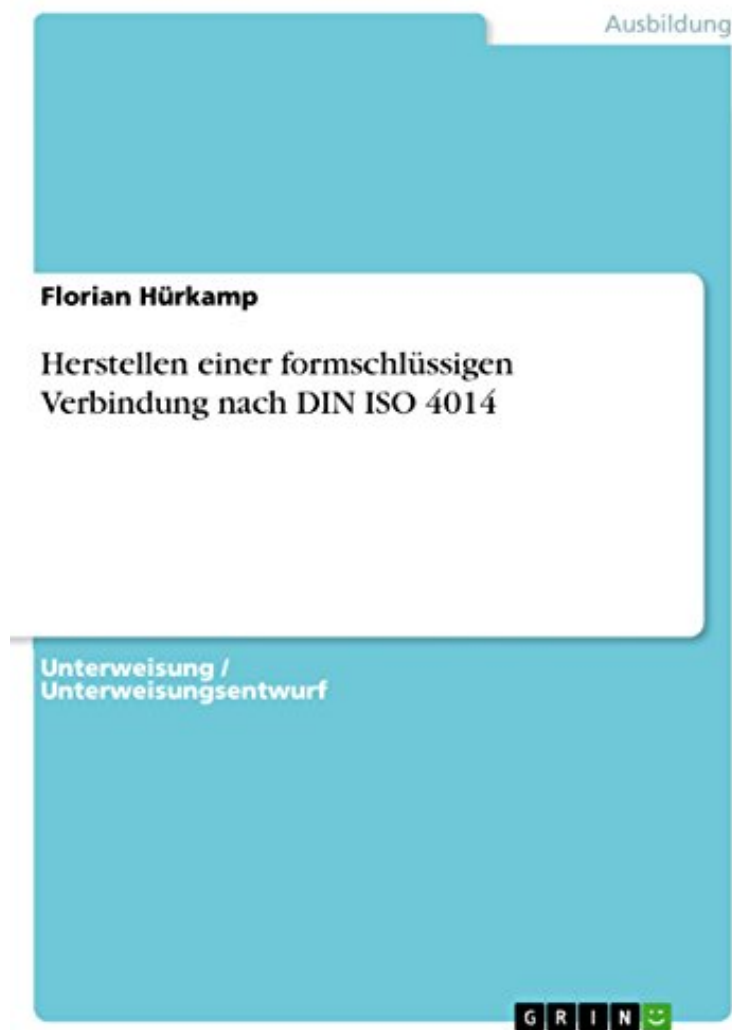 Ausbildung
Florian Hürkamp
Herstellen einer formschlüssigen
Verbindung nach DIN ISO 4014
Unterweisung /
Unterweisungsentwurf
GRIN